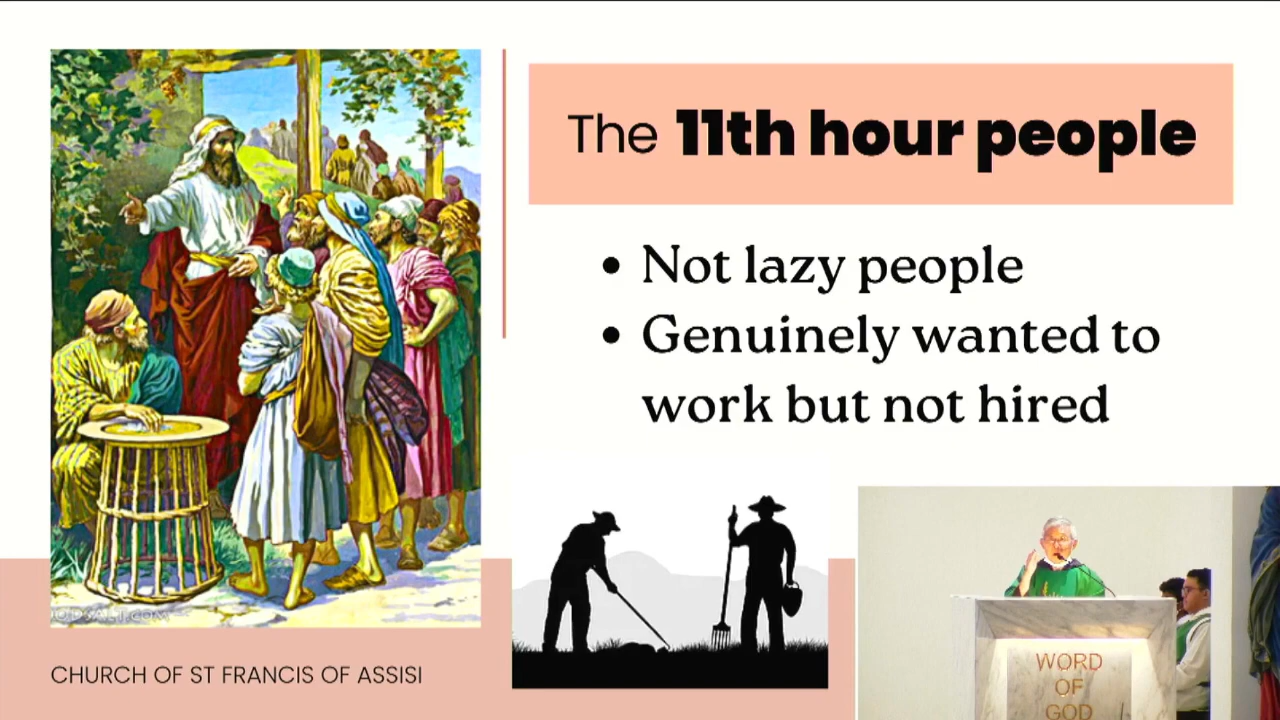 The 11th hour people
• Not lazy people
• Genuinely wanted to
work but not hired
CHURCH OF ST FRANCIS OF ASSISI
WORD
OF
GOD